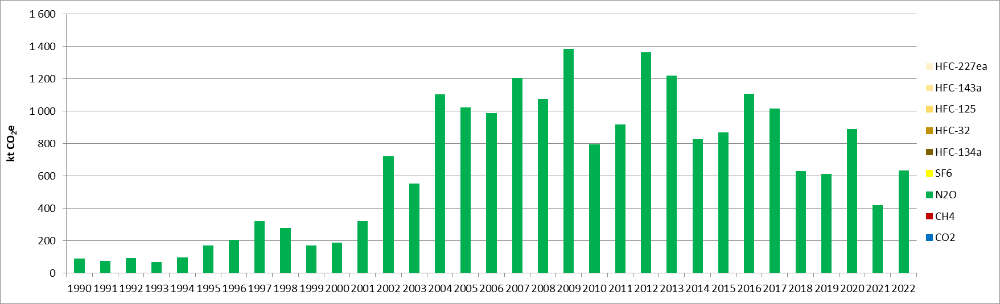 1 600
1 400
1 200
1 000
800
600
400
200
0
kt CO₂e
1990 1991 1992 1993 1994 1995 1996 1997 1998 1999 2000 2001 2002 2003 2004 2005 2006 2007 2008 2009 2010 2011 2012 2013 2014 2015 2016 2017 2018 2019 2020 2021 2022
HFC-227ea
HFC-143a
HFC-125
HFC-32
HFC-134a
SF6
N2O
CH4
CO2